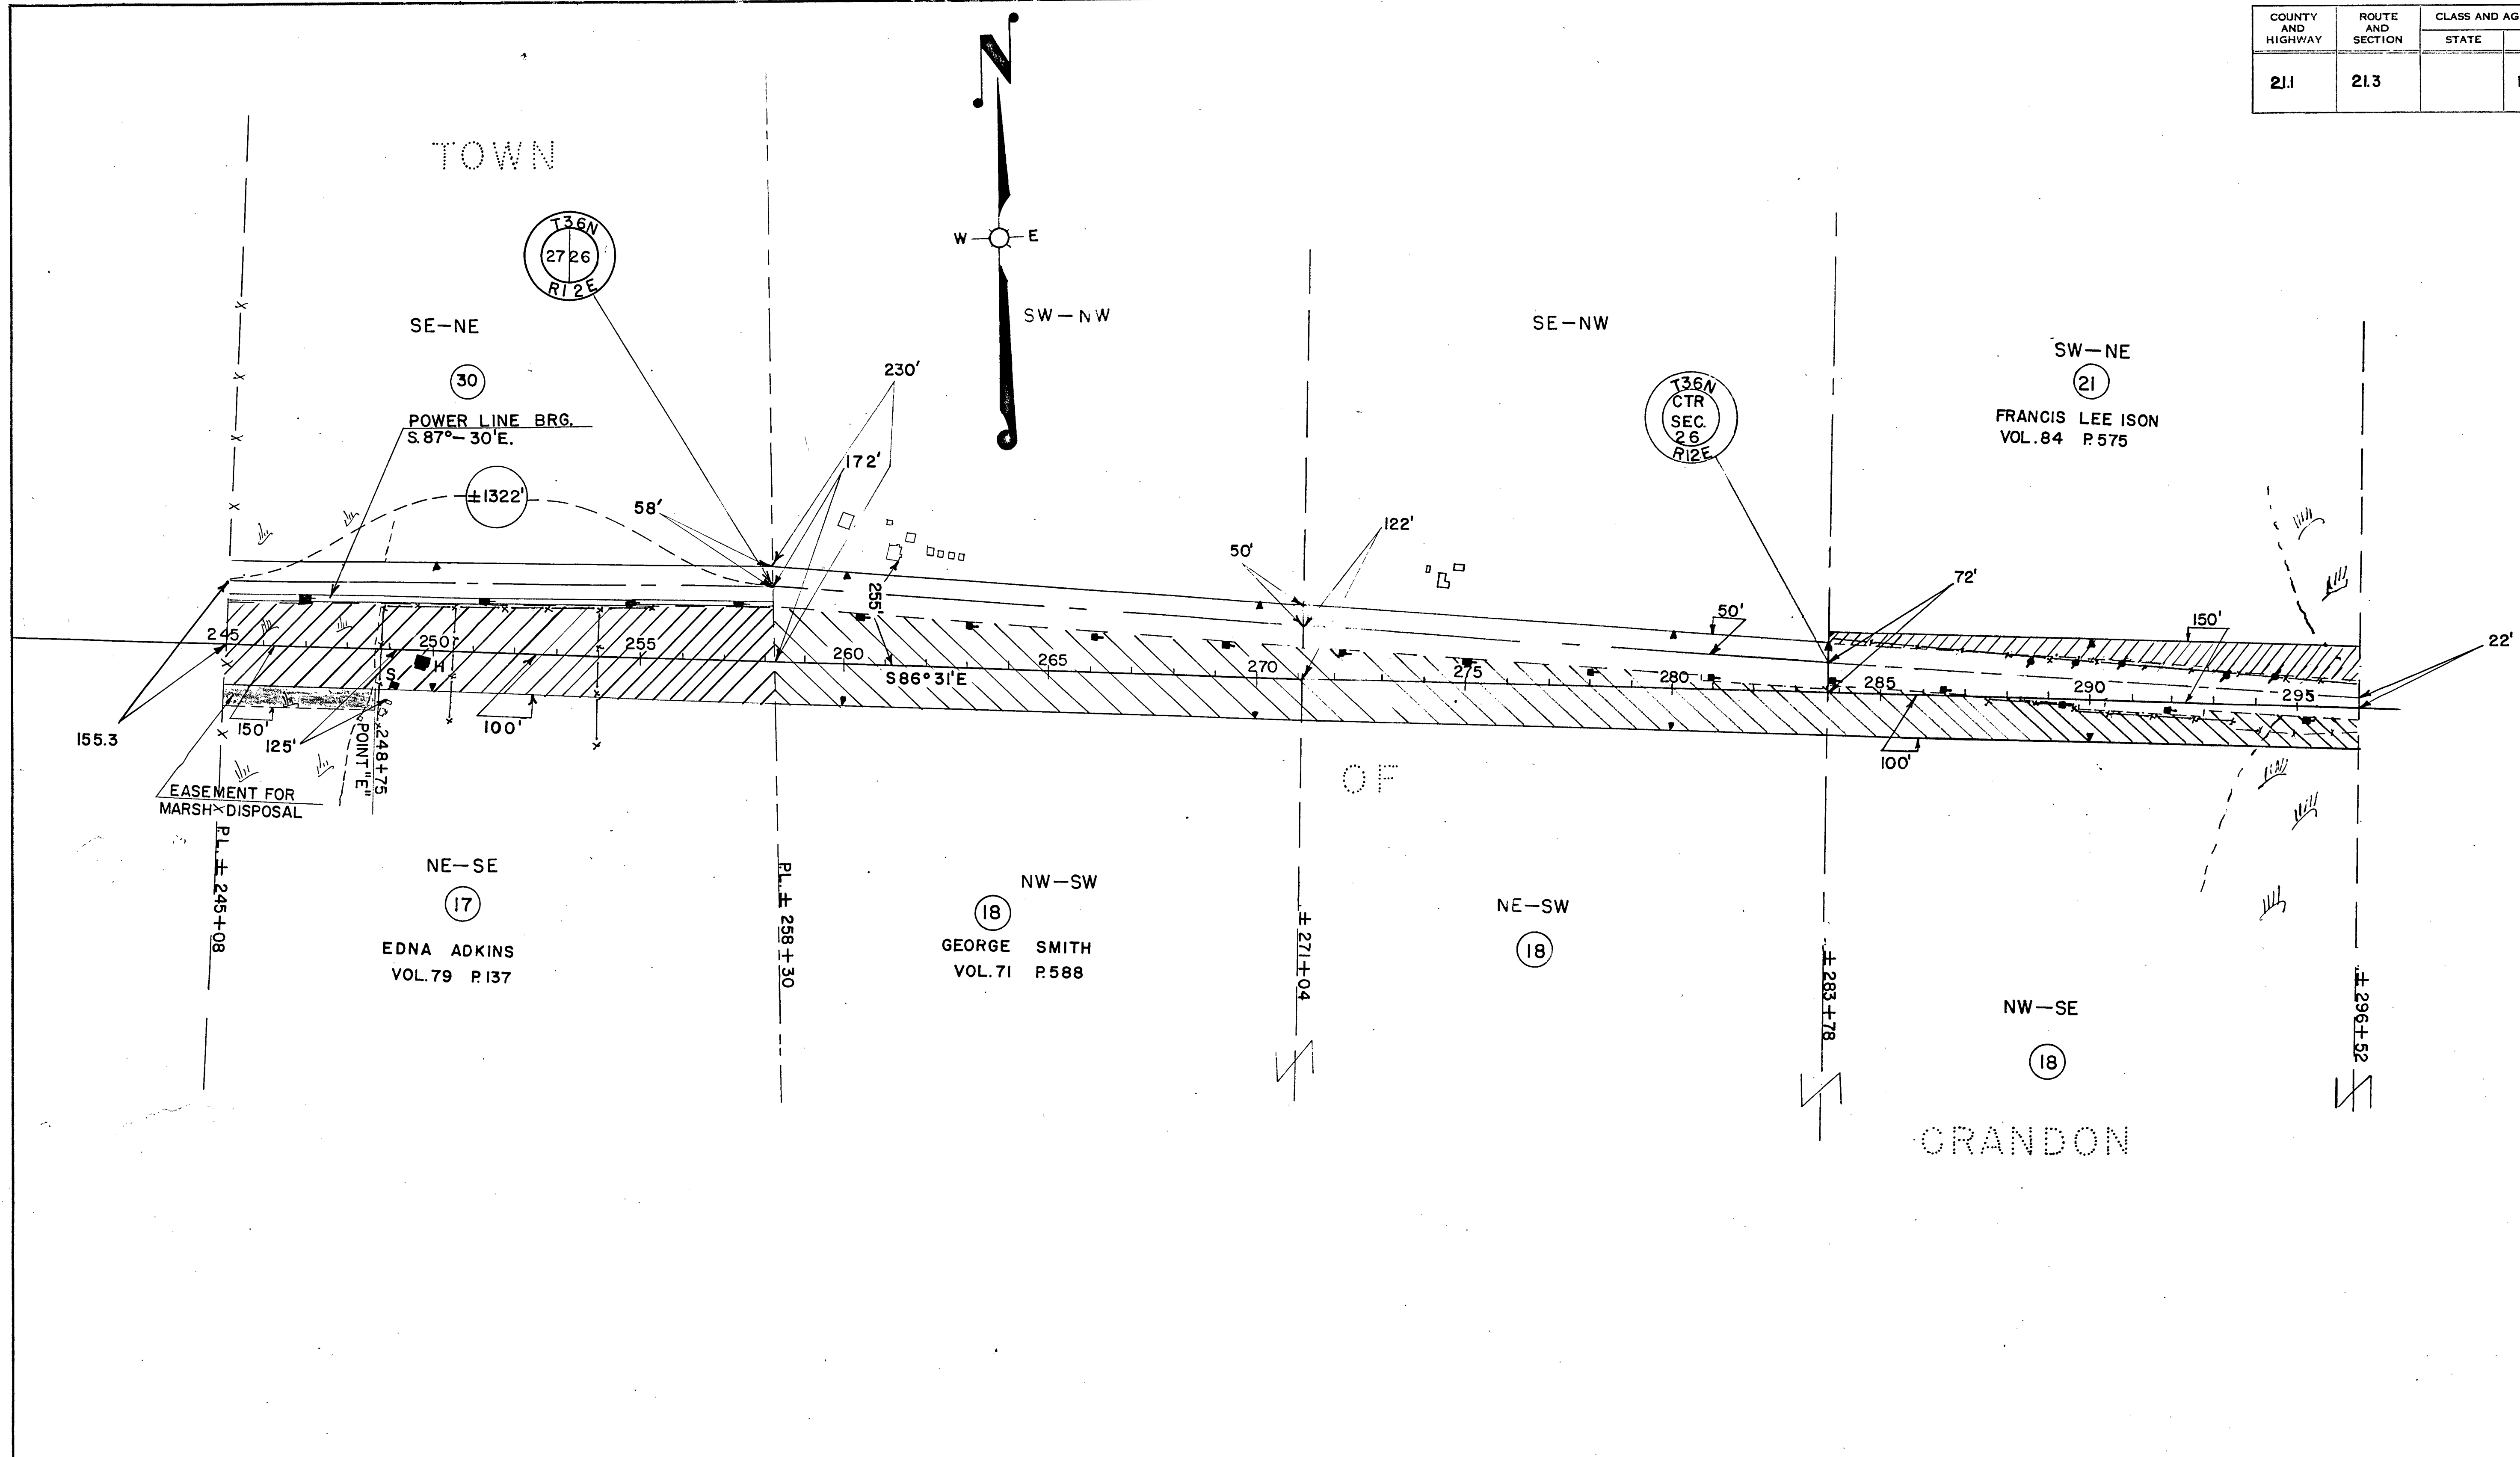 COUNTY AND HIGHWAY
ROUTE AND SECTION
CLASS AND AG
STATE
21.1
21.3
N
W E
TOWN
T36N
27 26
R12E
SE-NE
30
POWER LINE BRG.
S.87°-30'E.
±1322'
58'
172'
230'
255'
SW-NW
SE-NW
50'
122'
T36N
CTR
SEC.
26
R12E
50'
72'
SW-NE
21
FRANCIS LEE ISON
VOL.84 P.575
150'
22'
245
250
255
260
265
270
275
280
285
290
295
S
H
S86°31'E
155.3
150'
125'
100'
100'
"POINT "E"
248+75
EASEMENT FOR
MARSH DISPOSAL
OF
P.L. ± 245+08
NE-SE
17
EDNA ADKINS
VOL.79 P.137
P.L. ± 258+30
NW-SW
18
GEORGE SMITH
VOL.71 P.588
± 271+04
NE-SW
18
± 283+78
NW-SE
18
± 296+52
CRANDON